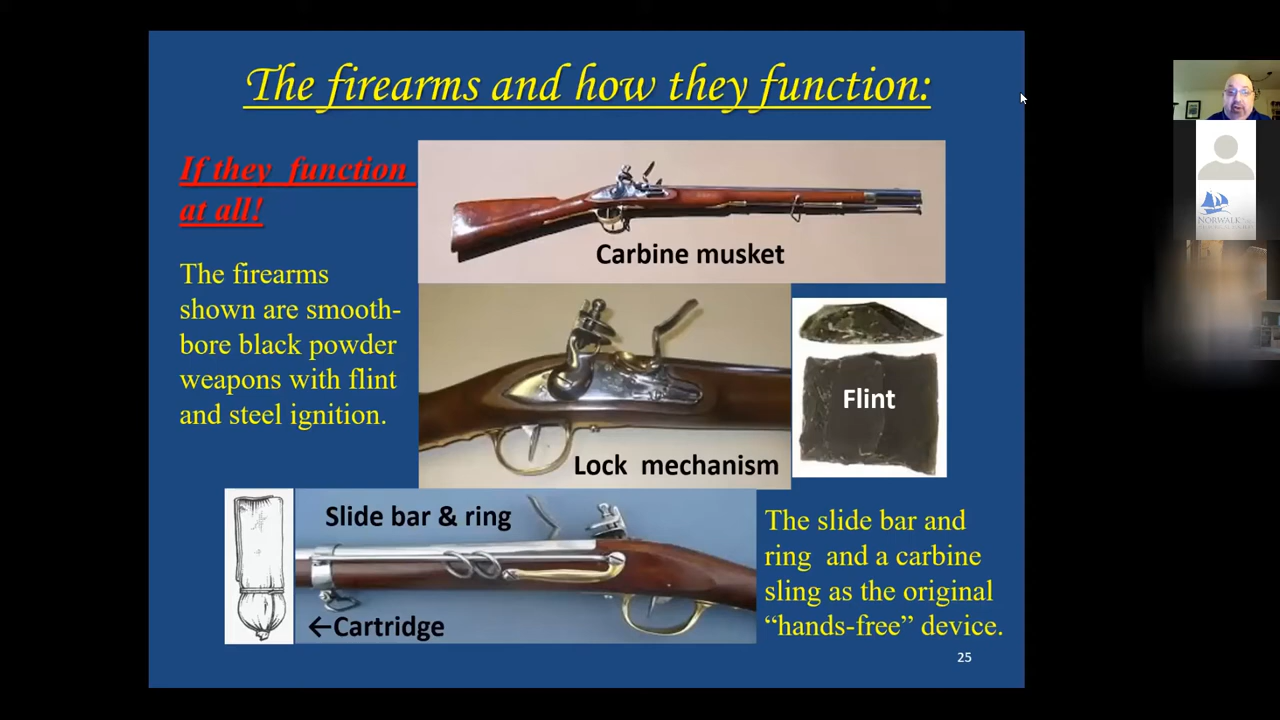 The firearms and how they function:
If they function
at all!
Carbine musket
The firearms
shown are smooth-
bore black powder
weapons with flint
and steel ignition.
Flint
Lock mechanism
Slide bar & ring
←Cartridge
The slide bar and
ring and a carbine
sling as the original
“hands-free” device.
25
NORWALK